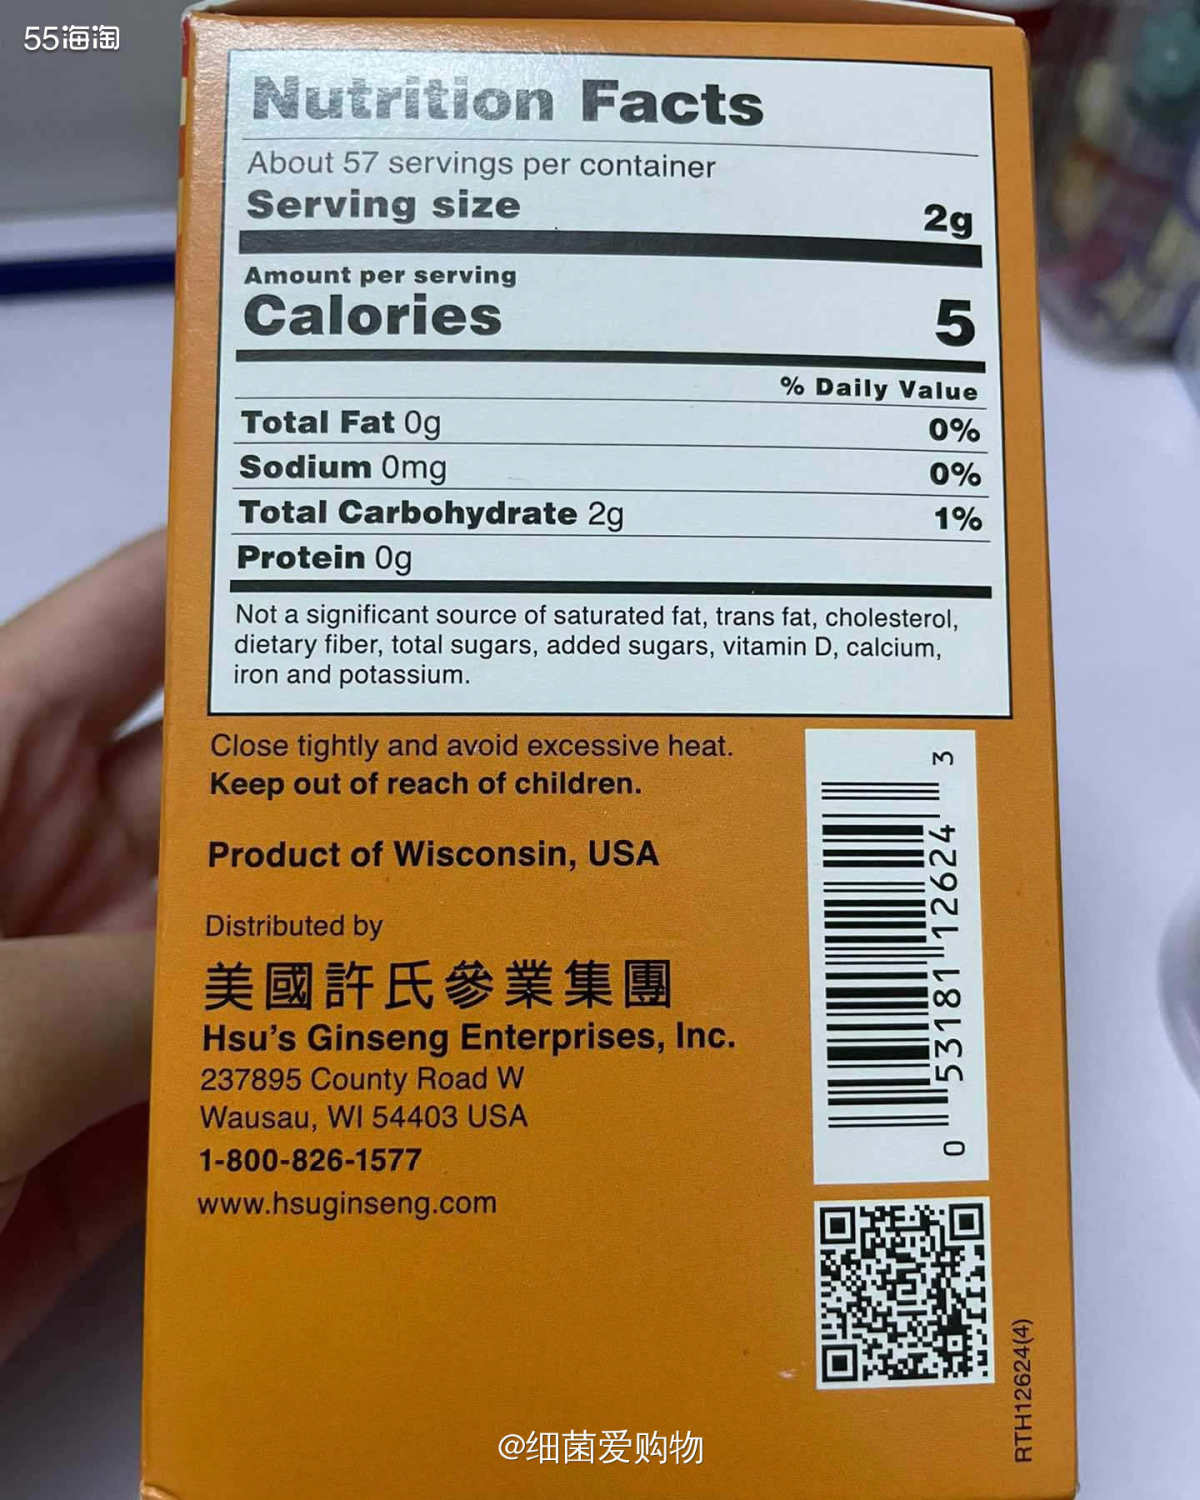 55海淘
Nutrition Facts
About 57 servings per container
Serving size 2g
Amount per serving
Calories 5
% Daily Value
Total Fat 0g 0%
Sodium 0mg 0%
Total Carbohydrate 2g 1%
Protein 0g
Not a significant source of saturated fat, trans fat, cholesterol,
dietary fiber, total sugars, added sugars, vitamin D, calcium,
iron and potassium.
Close tightly and avoid excessive heat.
Keep out of reach of children.
Product of Wisconsin, USA
Distributed by
美國許氏參業集團
Hsu's Ginseng Enterprises, Inc.
237895 County Road W
Wausau, WI 54403 USA
1-800-826-1577
www.hsuginseng.com
0 53181 12624 3
RTH12624(4)
@细菌爱购物